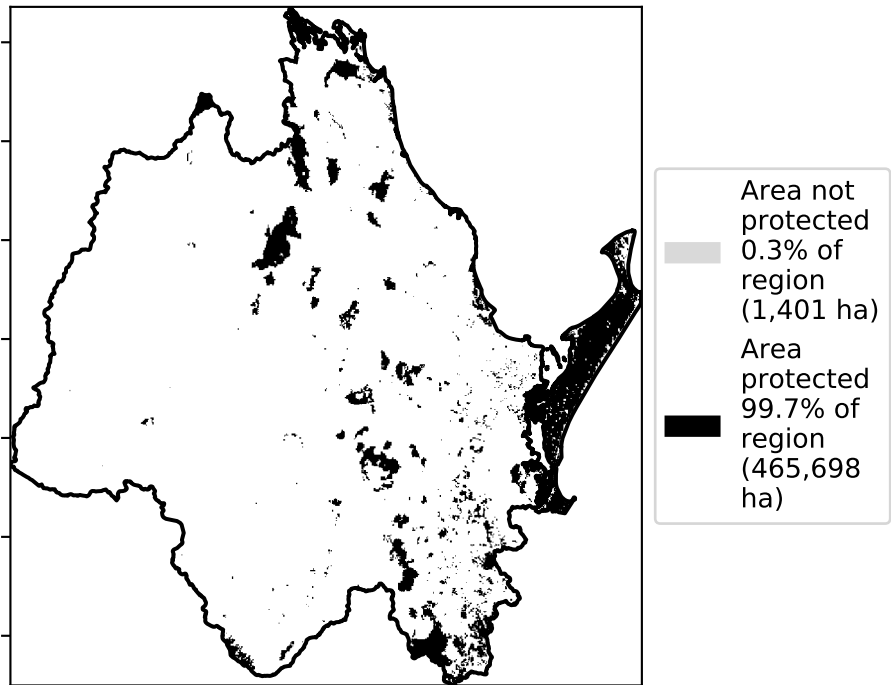 Area not
protected
0.3% of
region
(1,401 ha)
Area
protected
99.7% of
region
(465,698
ha)